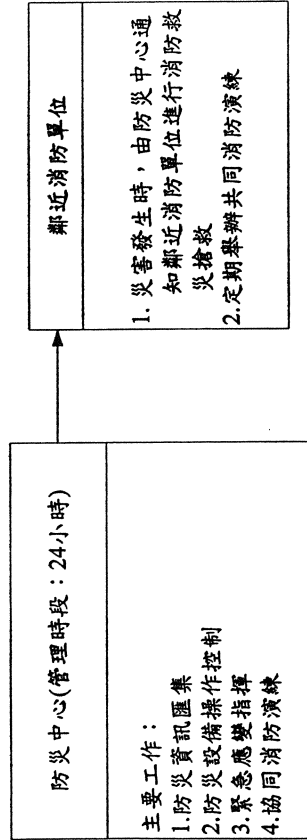 防災中心(管理時段：24小時)
主要工作：
1.防災資訊匯集
2.防災設備操作控制
3.緊急應變指揮
4.協同消防演練
鄰近消防單位
1.災害發生時，由防災中心通
知鄰近消防單位進行消防救
災搶救
2.定期舉辦共同消防演練